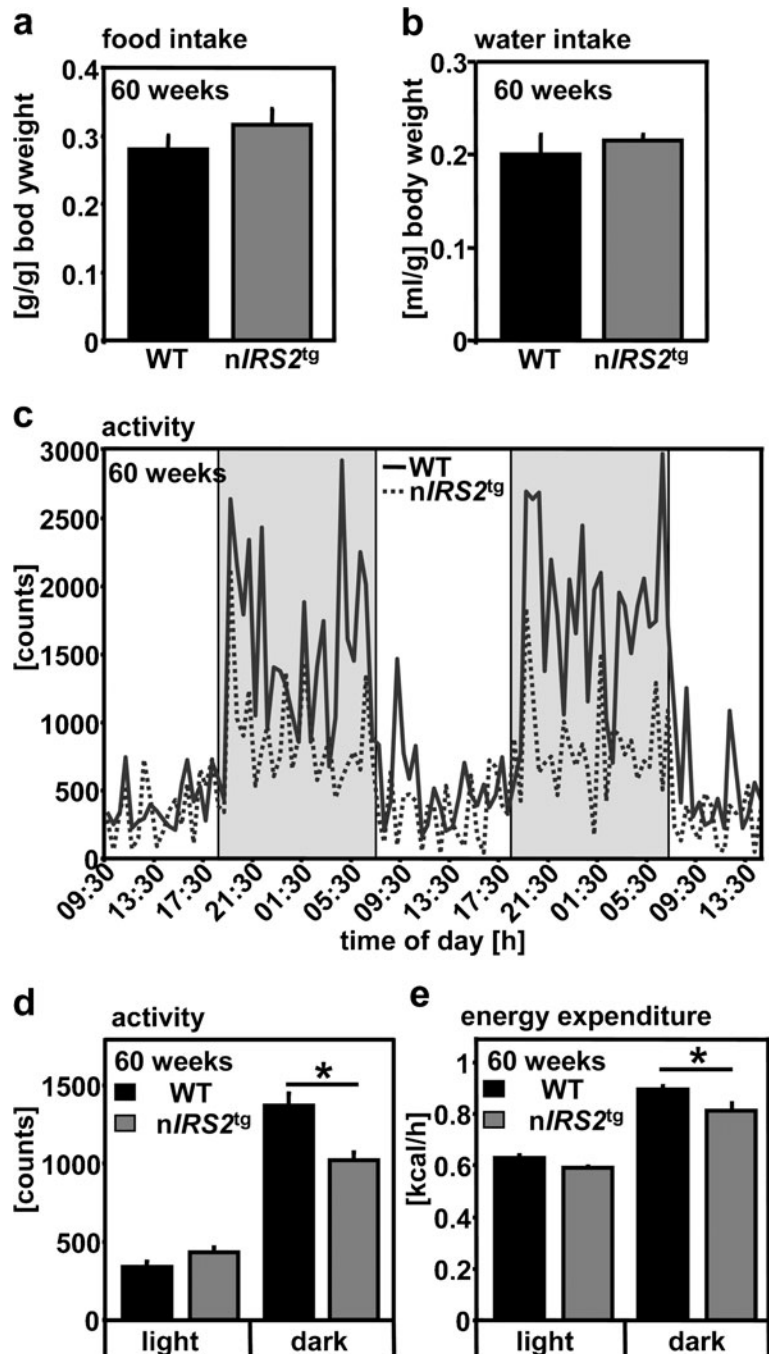 a food intake
[g/g] bod yweight
0.4
0.3
0.2
0.1
0
60 weeks
WT nIRS2tg
b water intake
[ml/g] body weight
0.3
0.2
0.1
0
60 weeks
WT nIRS2tg
c activity
[counts]
3000
2500
2000
1500
1000
500
0
60 weeks
WT
nIRS2tg
09:30 13:30 17:30 21:30 01:30 05:30 09:30 13:30 17:30 21:30 01:30 05:30 09:30 13:30
time of day [h]
d activity
[counts]
1500
1000
500
0
60 weeks
WT
nIRS2tg
*
light dark
e energy expenditure
[kcal/h]
1
0.8
0.6
0.4
0.2
0
60 weeks
WT
nIRS2tg
*
light dark